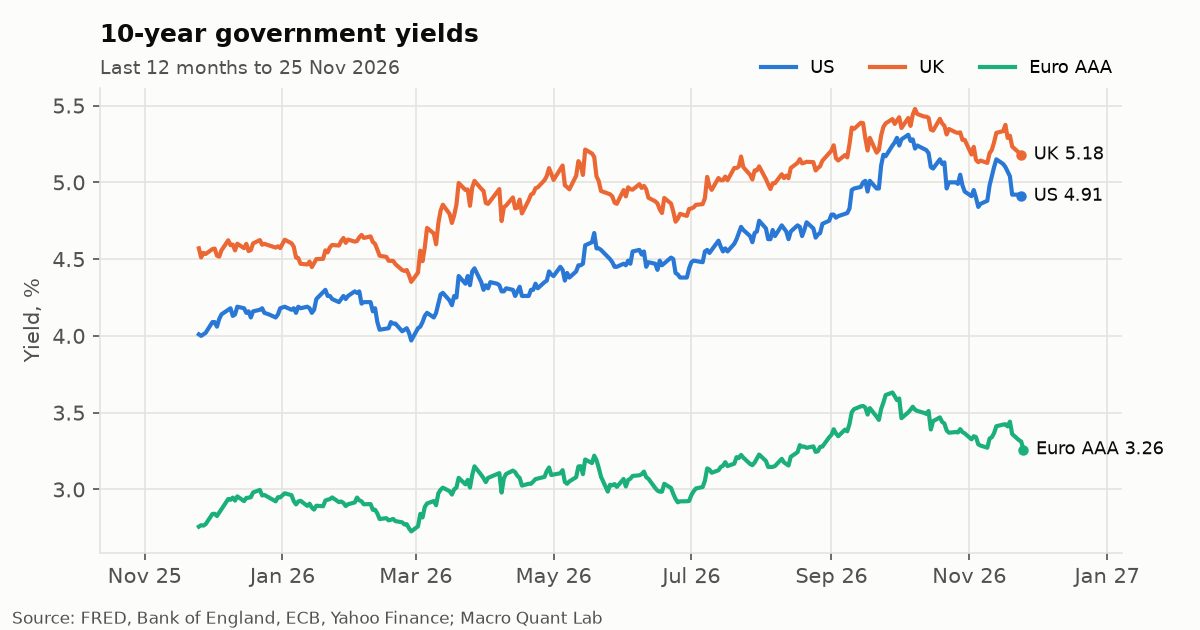 10-year government yields
Last 12 months to 25 Nov 2026
US UK Euro AAA
5.5
5.0
4.5
4.0
3.5
3.0
Yield, %
UK 5.18
US 4.91
Euro AAA 3.26
Nov 25 Jan 26 Mar 26 May 26 Jul 26 Sep 26 Nov 26 Jan 27
Source: FRED, Bank of England, ECB, Yahoo Finance; Macro Quant Lab